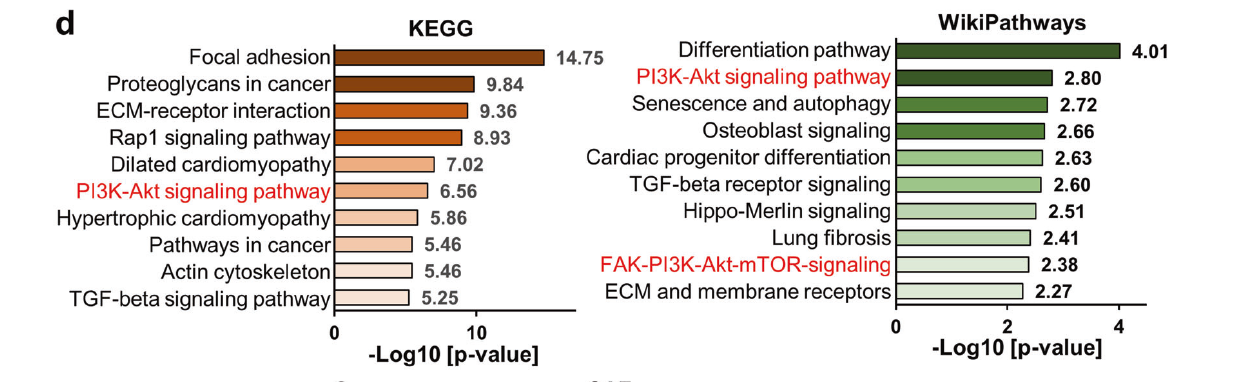 d
KEGG
Focal adhesion 14.75
Proteoglycans in cancer 9.84
ECM-receptor interaction 9.36
Rap1 signaling pathway 8.93
Dilated cardiomyopathy 7.02
PI3K-Akt signaling pathway 6.56
Hypertrophic cardiomyopathy 5.86
Pathways in cancer 5.46
Actin cytoskeleton 5.46
TGF-beta signaling pathway 5.25
0 10
-Log10 [p-value]
WikiPathways
Differentiation pathway 4.01
PI3K-Akt signaling pathway 2.80
Senescence and autophagy 2.72
Osteoblast signaling 2.66
Cardiac progenitor differentiation 2.63
TGF-beta receptor signaling 2.60
Hippo-Merlin signaling 2.51
Lung fibrosis 2.41
FAK-PI3K-Akt-mTOR-signaling 2.38
ECM and membrane receptors 2.27
0 2 4
-Log10 [p-value]